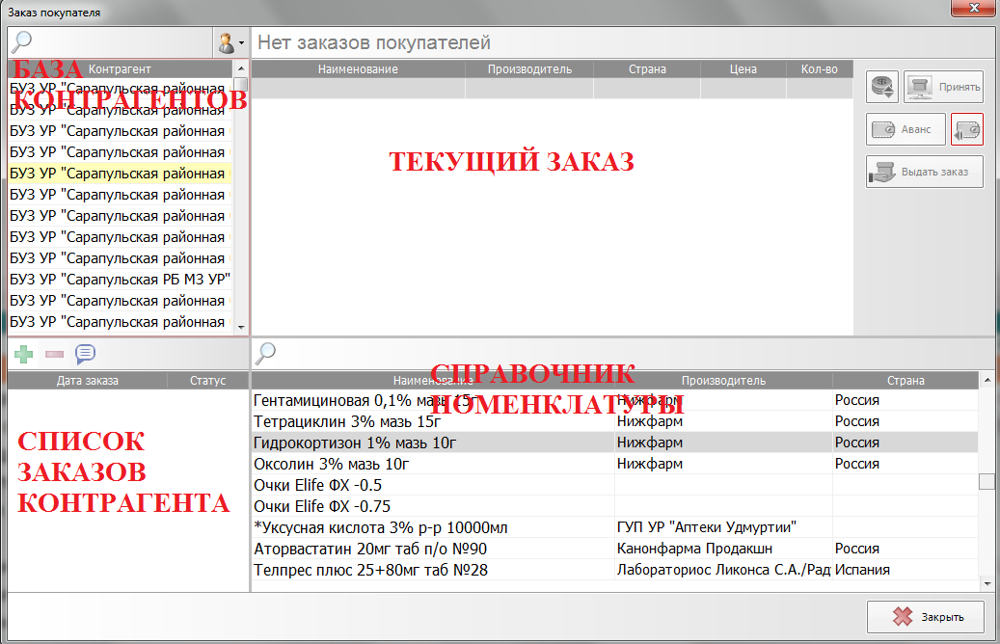 Заказ покупателя
Нет заказов покупателей
БАЗА
КОНТРАГЕНТОВ
Контрагент
БУЗ УР "Сарапульская районная
БУЗ УР "Сарапульская районная
БУЗ УР "Сарапульская районная
БУЗ УР "Сарапульская районная
БУЗ УР "Сарапульская районная
БУЗ УР "Сарапульская районная
БУЗ УР "Сарапульская районная
БУЗ УР "Сарапульская районная
БУЗ УР "Сарапульская районная
БУЗ УР "Сарапульская РБ МЗ УР"
БУЗ УР "Сарапульская районная
БУЗ УР "Сарапульская районная
Наименование Производитель Страна Цена Кол-во
ТЕКУЩИЙ ЗАКАЗ
Принять
Аванс
Выдать заказ
Дата заказа Статус
СПИСОК
ЗАКАЗОВ
КОНТРАГЕНТА
СПРАВОЧНИК
НОМЕНКЛАТУРЫ
Наименование Производитель Страна
Гентамициновая 0,1% мазь 15г Нижфарм Россия
Тетрациклин 3% мазь 15г Нижфарм Россия
Гидрокортизон 1% мазь 10г Нижфарм Россия
Оксолин 3% мазь 10г Нижфарм Россия
Очки Elife ФХ -0.5
Очки Elife ФХ -0.75
*Уксусная кислота 3% р-р 10000мл ГУП УР "Аптеки Удмуртии"
Аторвастатин 20мг таб п/о №90 Канонфарма Продакшн Россия
Телпрес плюс 25+80мг таб №28 Лабораториос Ликонса С.А./Рад Испания
Закрыть